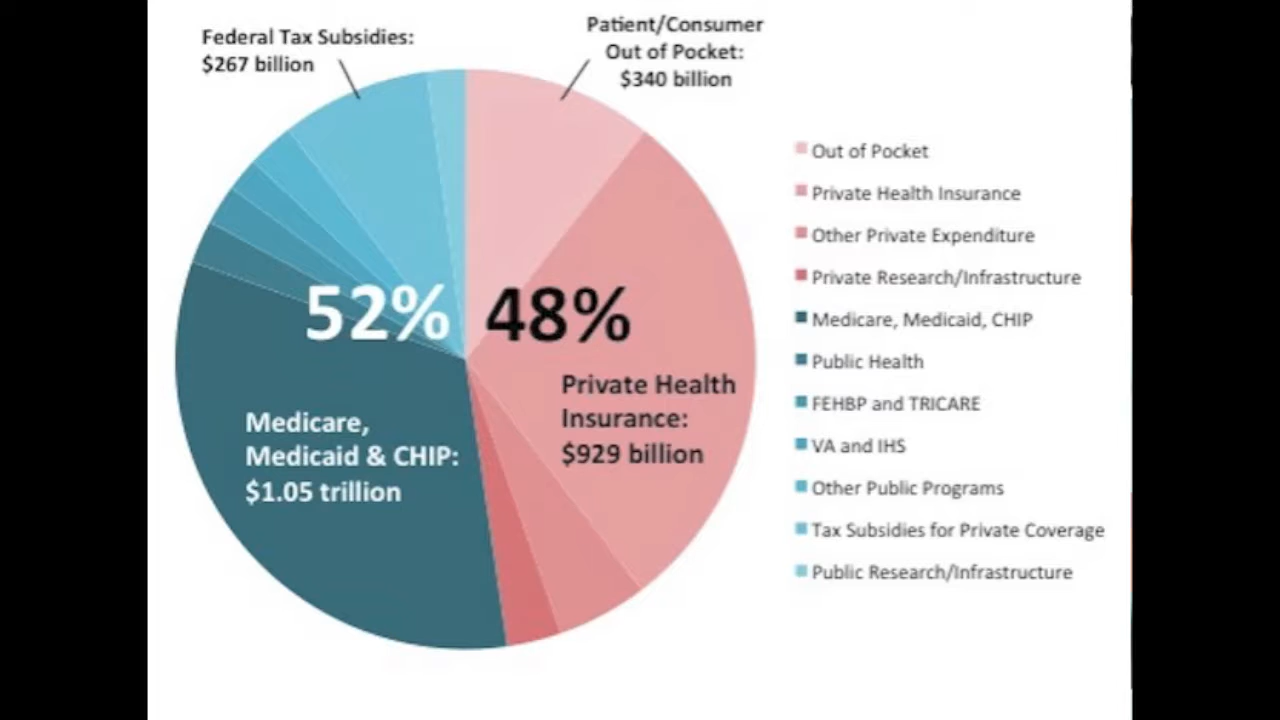 Federal Tax Subsidies:
$267 billion
Patient/Consumer
Out of Pocket:
$340 billion
52%
48%
Private Health
Insurance:
$929 billion
Medicare,
Medicaid & CHIP:
$1.05 trillion
Out of Pocket
Private Health Insurance
Other Private Expenditure
Private Research/Infrastructure
Medicare, Medicaid, CHIP
Public Health
FEHBP and TRICARE
VA and IHS
Other Public Programs
Tax Subsidies for Private Coverage
Public Research/Infrastructure